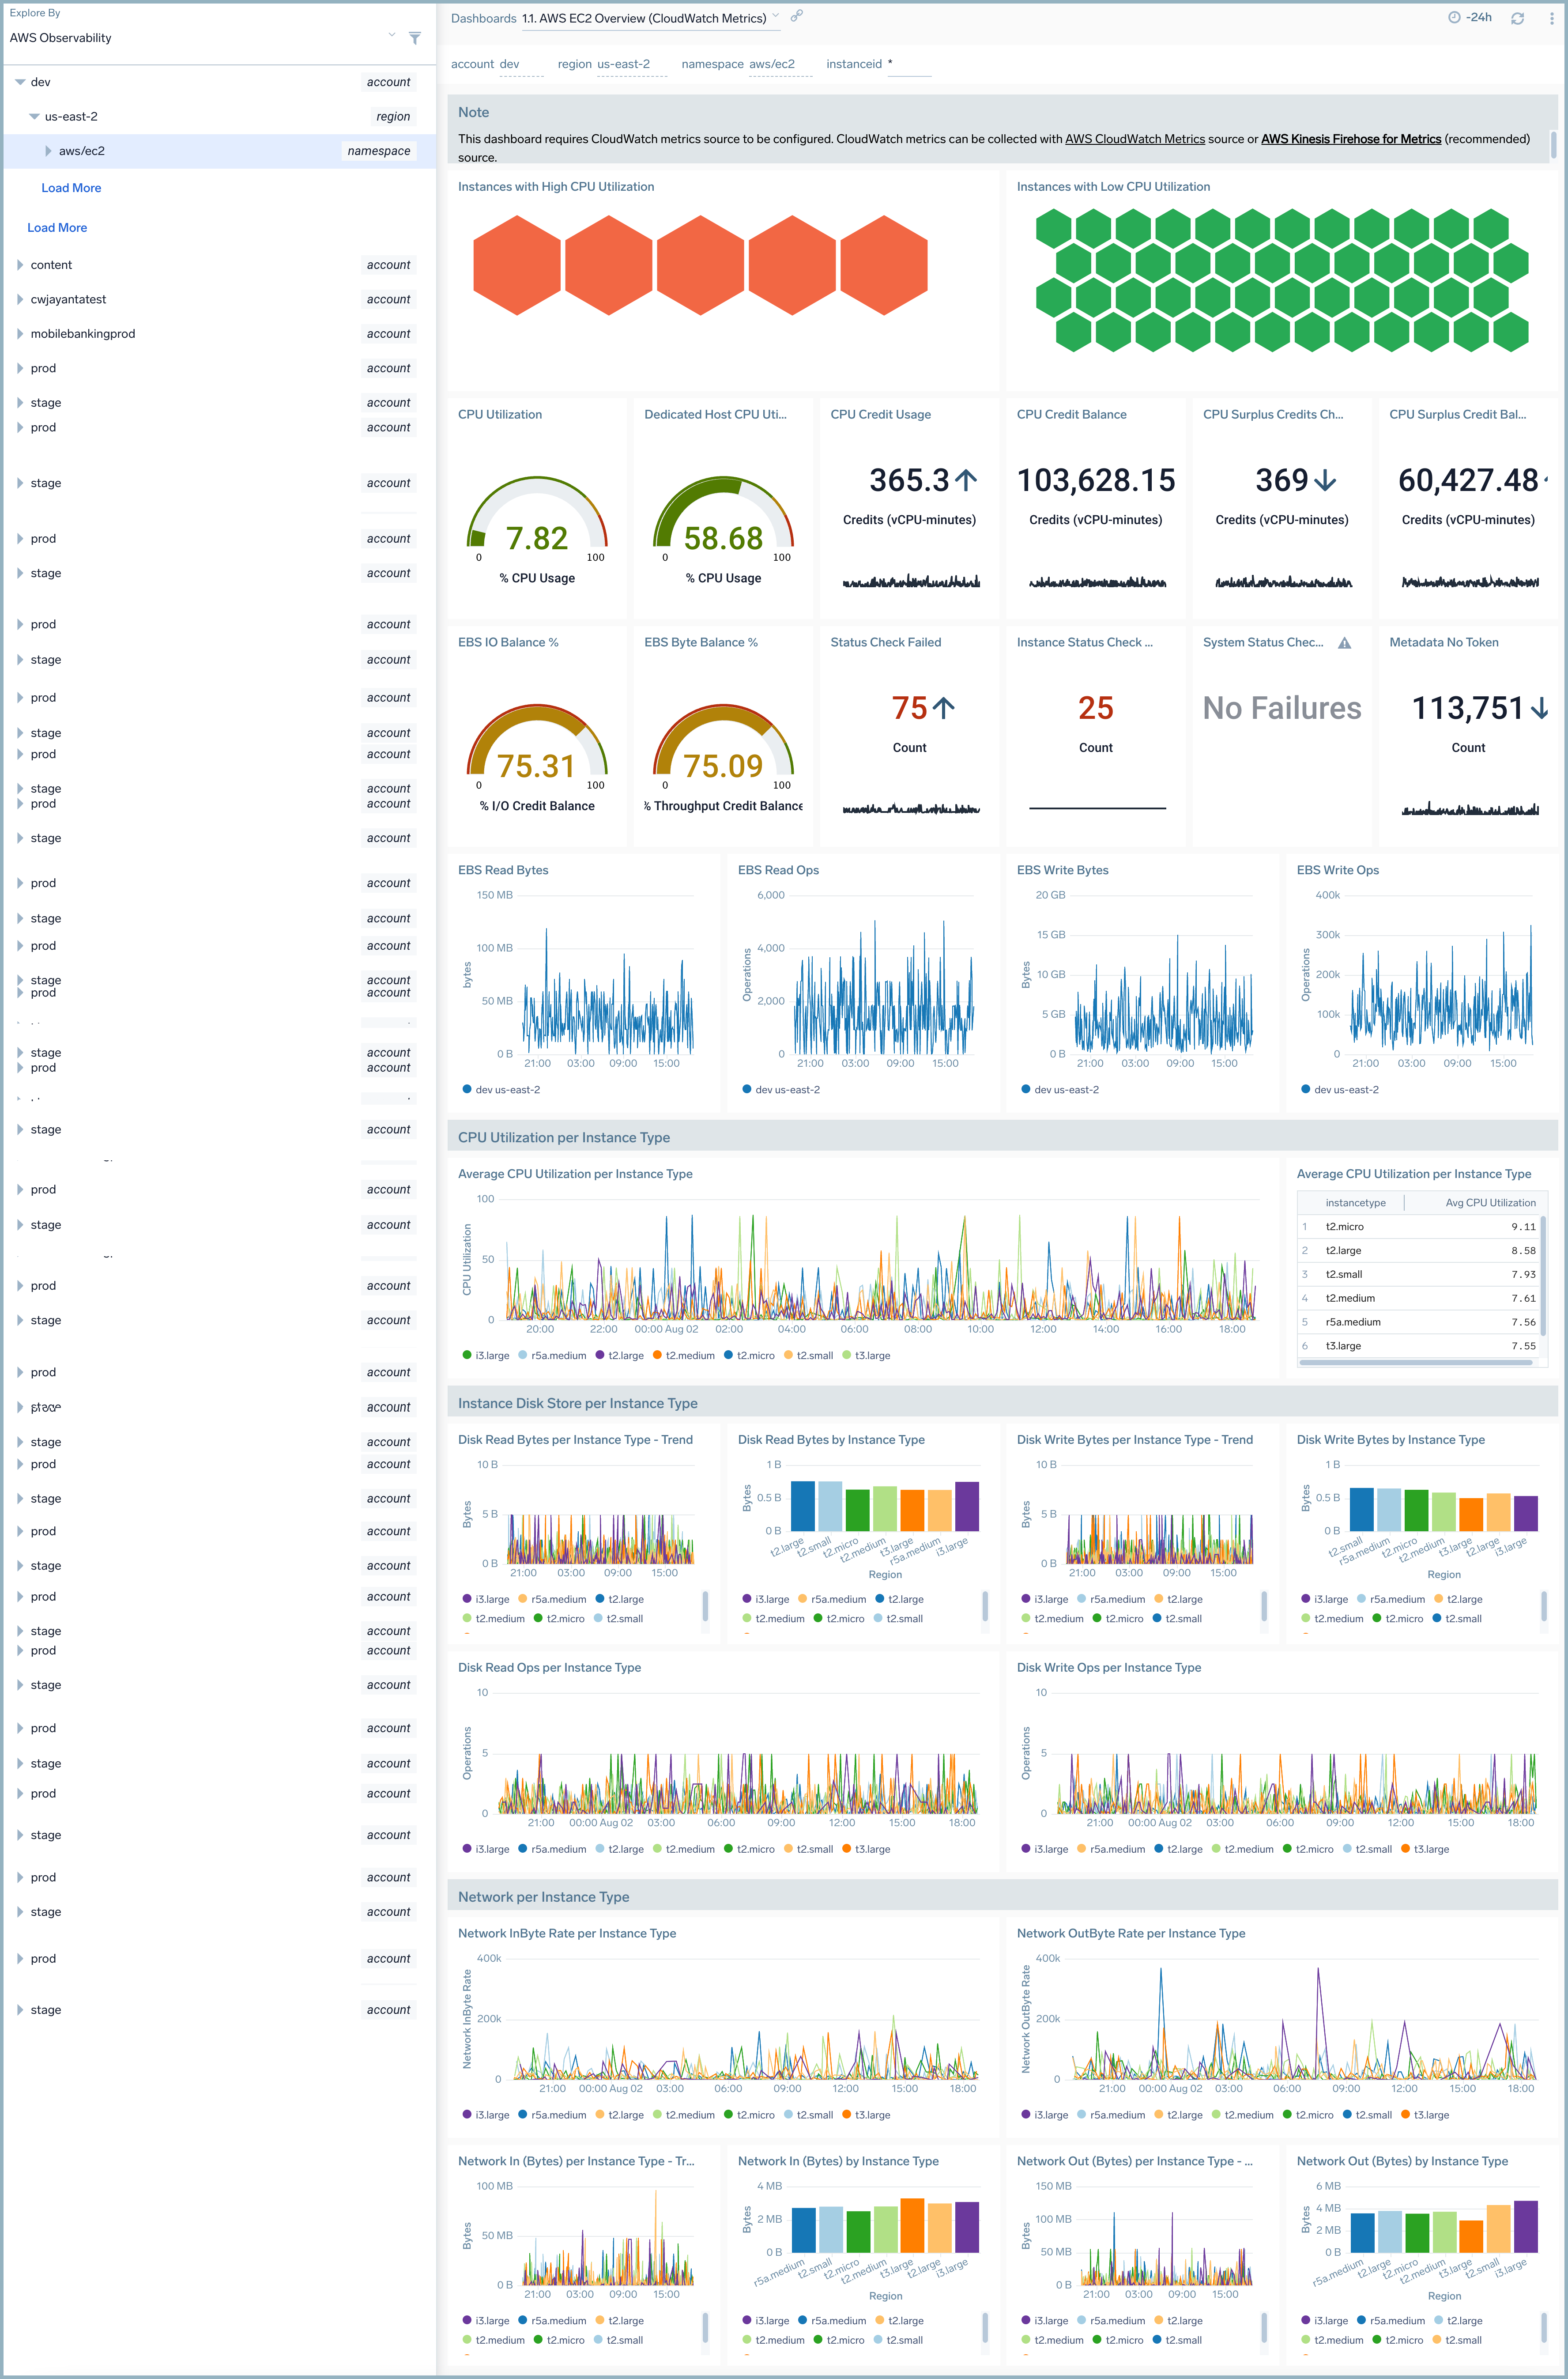 Explore By
AWS Observability
dev account
us-east-2 region
aws/ec2 namespace
Load More
Load More
content account
cwjayantatest account
mobilebankingprod account
prod account
stage account
prod account
stage account
prod account
stage account
prod account
stage account
prod account
stage account
prod account
stage account
prod account
stage account
prod account
stage account
prod account
stage account
prod account
stage account
prod account
stage account
prod account
stage account
prod account
stage account
prod account
account
stage account
prod account
stage account
prod account
stage account
prod account
stage account
prod account
stage account
prod account
stage account
prod account
stage account
prod account
stage account
prod account
stage account
Dashboards 1.1. AWS EC2 Overview (CloudWatch Metrics) -24h
account dev region us-east-2 namespace aws/ec2 instanceid *
Note
This dashboard requires CloudWatch metrics source to be configured. CloudWatch metrics can be collected with AWS CloudWatch Metrics source or AWS Kinesis Firehose for Metrics (recommended)
source.
Instances with High CPU Utilization
Instances with Low CPU Utilization
CPU Utilization
7.82
0 100
% CPU Usage
Dedicated Host CPU Uti...
58.68
0 100
% CPU Usage
CPU Credit Usage
365.3
Credits (vCPU-minutes)
CPU Credit Balance
103,628.15
Credits (vCPU-minutes)
CPU Surplus Credits Ch...
369
Credits (vCPU-minutes)
CPU Surplus Credit Bal...
60,427.48
Credits (vCPU-minutes)
EBS IO Balance %
75.31
0 100
% I/O Credit Balance
EBS Byte Balance %
75.09
0 100
% Throughput Credit Balance
Status Check Failed
75
Count
Instance Status Check ...
25
Count
System Status Chec...
No Failures
Metadata No Token
113,751
Count
EBS Read Bytes
bytes
150 MB
100 MB
50 MB
0 B
21:00 03:00 09:00 15:00
dev us-east-2
EBS Read Ops
Operations
6,000
4,000
2,000
0
21:00 03:00 09:00 15:00
dev us-east-2
EBS Write Bytes
Bytes
20 GB
15 GB
10 GB
5 GB
0 B
21:00 03:00 09:00 15:00
dev us-east-2
EBS Write Ops
Operations
400k
300k
200k
100k
0
21:00 03:00 09:00 15:00
dev us-east-2
CPU Utilization per Instance Type
Average CPU Utilization per Instance Type
CPU Utilization
100
50
0
20:00 22:00 00:00 Aug 02 02:00 04:00 06:00 08:00 10:00 12:00 14:00 16:00 18:00
i3.large r5a.medium t2.large t2.medium t2.micro t2.small t3.large
Average CPU Utilization per Instance Type
instancetype Avg CPU Utilization
1 t2.micro 9.11
2 t2.large 8.58
3 t2.small 7.93
4 t2.medium 7.61
5 r5a.medium 7.56
6 t3.large 7.55
Instance Disk Store per Instance Type
Disk Read Bytes per Instance Type - Trend
Bytes
10 B
5 B
0 B
21:00 03:00 09:00 15:00
i3.large r5a.medium t2.large
t2.medium t2.micro t2.small
Disk Read Bytes by Instance Type
Bytes
1 B
0.5 B
0 B
t2.large t2.small t2.micro t2.medium t3.large r5a.medium i3.large
Region
i3.large r5a.medium t2.large
t2.medium t2.micro t2.small
Disk Write Bytes per Instance Type - Trend
Bytes
10 B
5 B
0 B
21:00 03:00 09:00 15:00
i3.large r5a.medium t2.large
t2.medium t2.micro t2.small
Disk Write Bytes by Instance Type
Bytes
1 B
0.5 B
0 B
t2.small r5a.medium t2.micro t2.medium t3.large t2.large i3.large
Region
i3.large r5a.medium t2.large
t2.medium t2.micro t2.small
Disk Read Ops per Instance Type
Operations
10
5
0
21:00 00:00 Aug 02 03:00 06:00 09:00 12:00 15:00 18:00
i3.large r5a.medium t2.large t2.medium t2.micro t2.small t3.large
Disk Write Ops per Instance Type
Operations
10
5
0
21:00 00:00 Aug 02 03:00 06:00 09:00 12:00 15:00 18:00
i3.large r5a.medium t2.large t2.medium t2.micro t2.small t3.large
Network per Instance Type
Network InByte Rate per Instance Type
Network InByte Rate
400k
200k
0
21:00 00:00 Aug 02 03:00 06:00 09:00 12:00 15:00 18:00
i3.large r5a.medium t2.large t2.medium t2.micro t2.small t3.large
Network OutByte Rate per Instance Type
Network OutByte Rate
400k
200k
0
21:00 00:00 Aug 02 03:00 06:00 09:00 12:00 15:00 18:00
i3.large r5a.medium t2.large t2.medium t2.micro t2.small t3.large
Network In (Bytes) per Instance Type - Tr...
Bytes
100 MB
50 MB
0 B
21:00 03:00 09:00 15:00
i3.large r5a.medium t2.large
t2.medium t2.micro t2.small
Network In (Bytes) by Instance Type
Bytes
4 MB
2 MB
0 B
r5a.medium t2.small t2.micro t2.medium t3.large t2.large i3.large
Region
i3.large r5a.medium t2.large
t2.medium t2.micro t2.small
Network Out (Bytes) per Instance Type - ...
Bytes
150 MB
100 MB
50 MB
0 B
21:00 03:00 09:00 15:00
i3.large r5a.medium t2.large
t2.medium t2.micro t2.small
Network Out (Bytes) by Instance Type
Bytes
6 MB
4 MB
2 MB
0 B
r5a.medium t2.large t2.micro t2.medium t3.large t2.small i3.large
Region
i3.large r5a.medium t2.large
t2.medium t2.micro t2.small